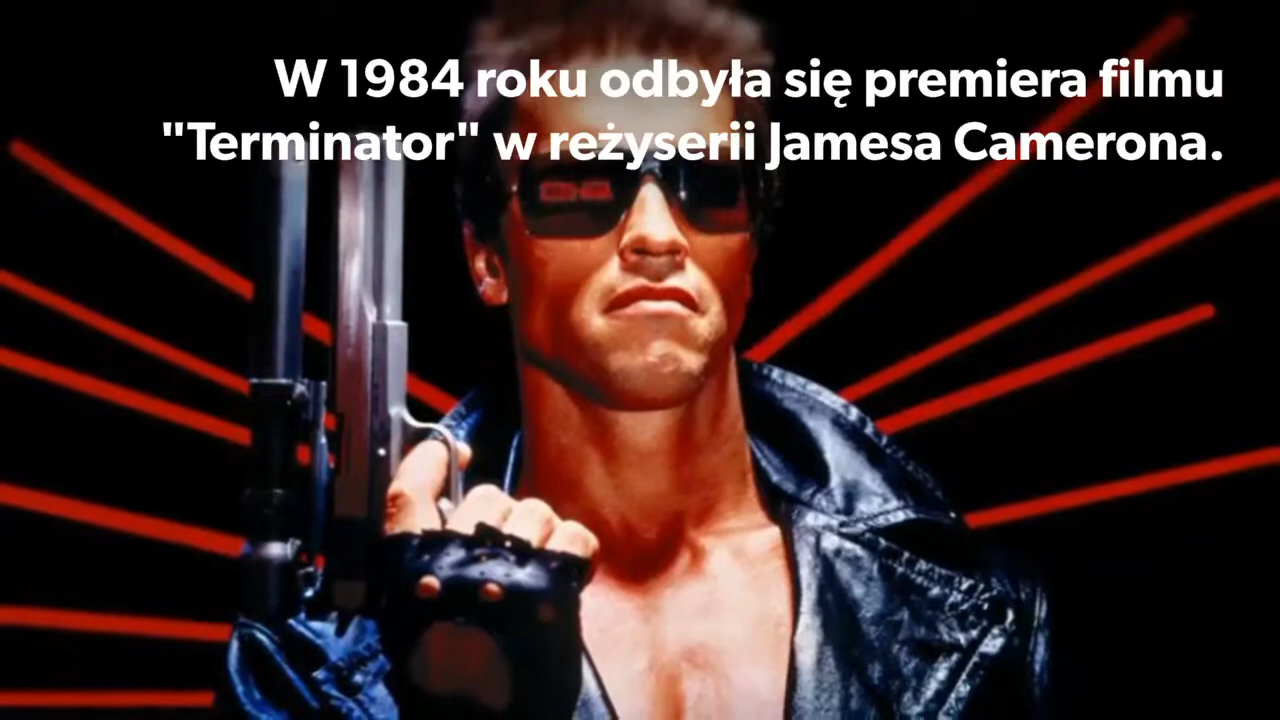 W 1984 roku odbyła się premiera filmu
"Terminator" w reżyserii Jamesa Camerona.